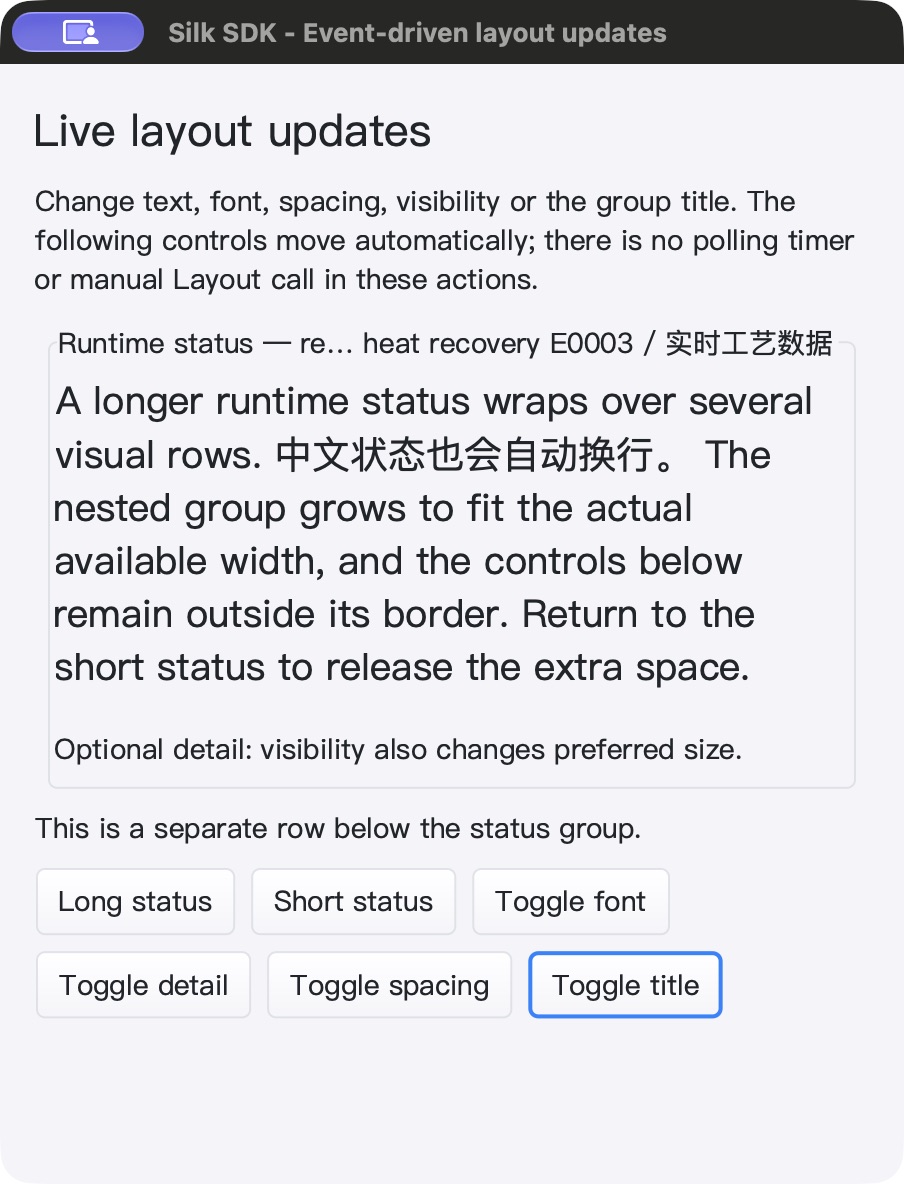 Silk SDK - Event-driven layout updates
Live layout updates
Change text, font, spacing, visibility or the group title. The
following controls move automatically; there is no polling timer
or manual Layout call in these actions.
Runtime status — re... heat recovery E0003 / 实时工艺数据
A longer runtime status wraps over several
visual rows. 中文状态也会自动换行。 The
nested group grows to fit the actual
available width, and the controls below
remain outside its border. Return to the
short status to release the extra space.
Optional detail: visibility also changes preferred size.
This is a separate row below the status group.
Long status
Short status
Toggle font
Toggle detail
Toggle spacing
Toggle title